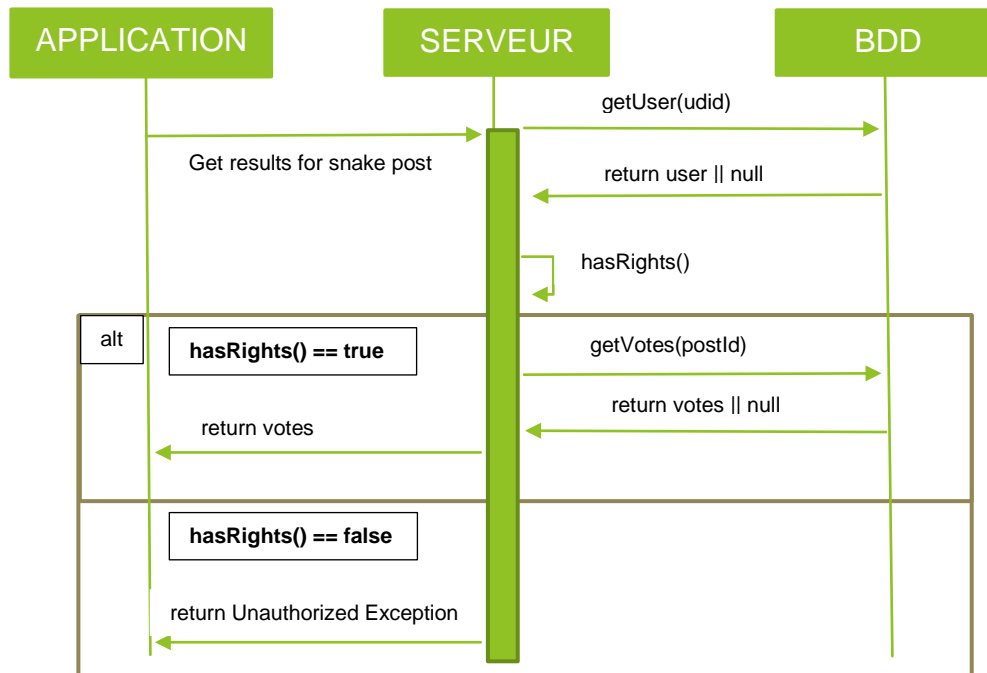 APPLICATION
SERVEUR
BDD
getUser(udid)
Get results for snake post
return user || null
hasRights()
alt
hasRights() == true
getVotes(postId)
return votes || null
return votes
hasRights() == false
return Unauthorized Exception